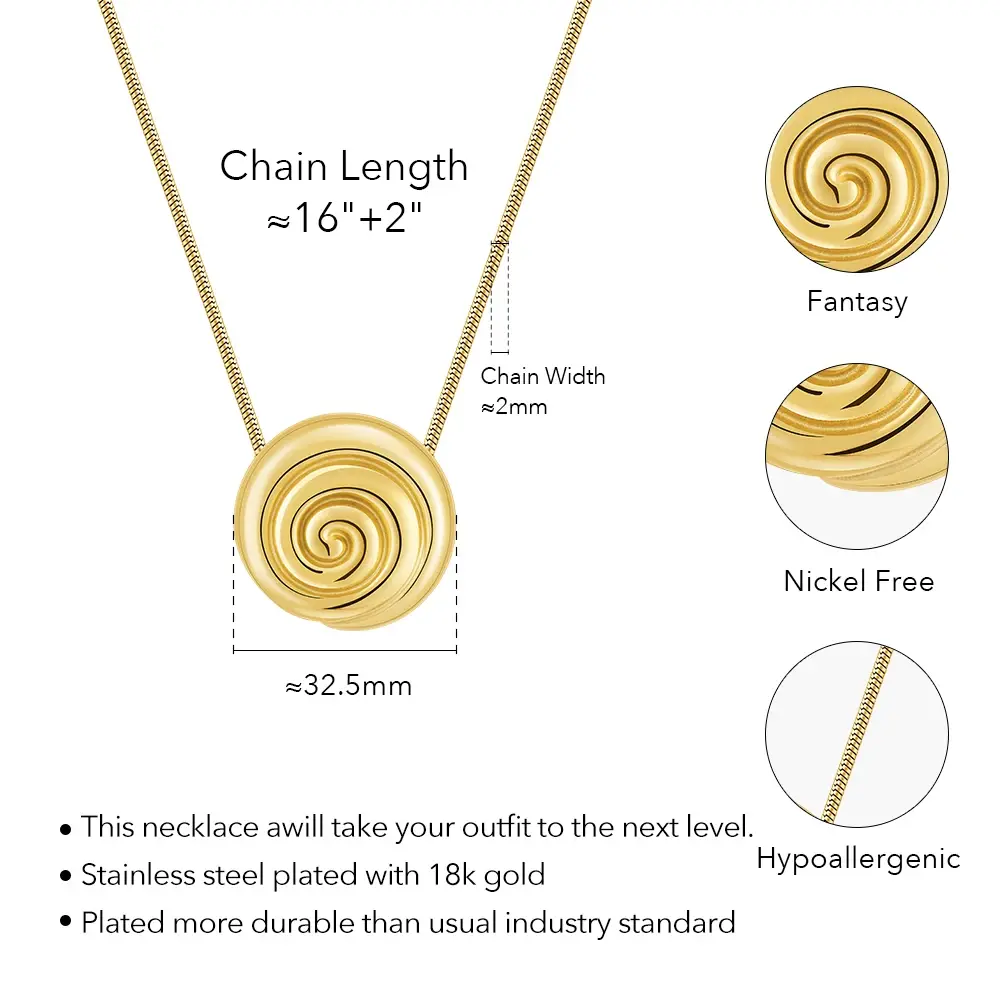 Chain Length
≈16"+2"
Chain Width
≈2mm
≈32.5mm
Fantasy
Nickel Free
Hypoallergenic
• This necklace awill take your outfit to the next level.
• Stainless steel plated with 18k gold
• Plated more durable than usual industry standard